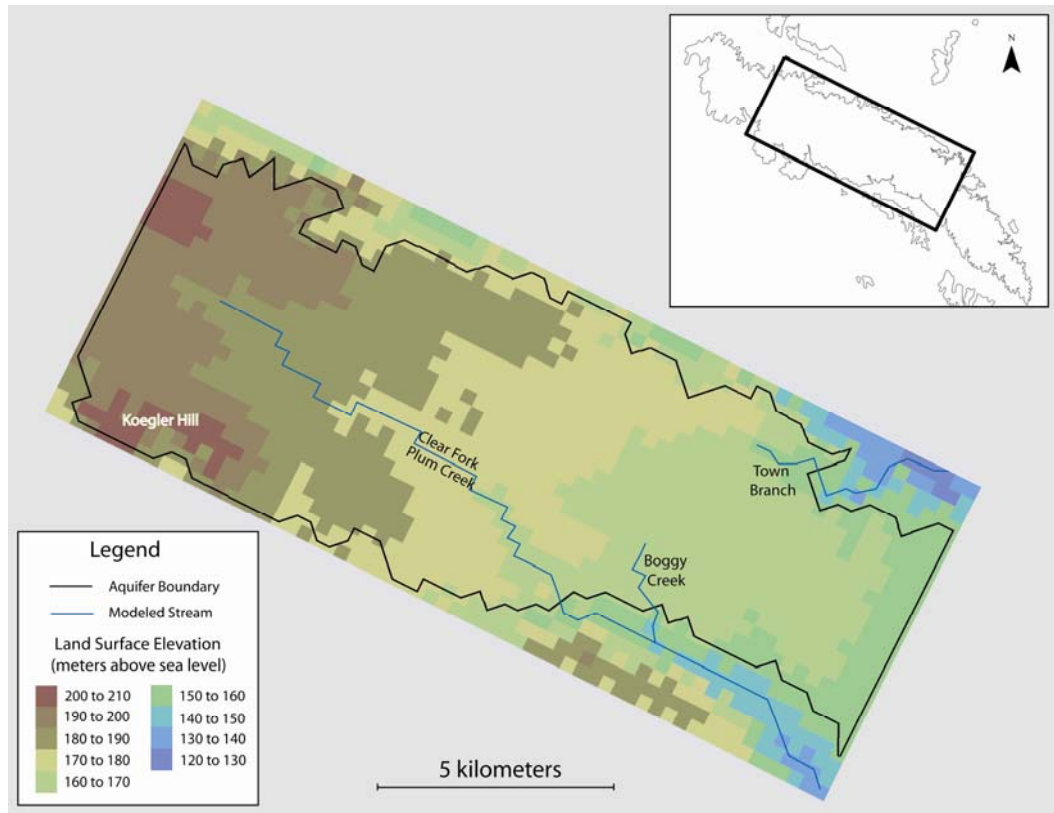 N
Koegler Hill
Clear Fork
Plum Creek
Town
Branch
Boggy
Creek
Legend
Aquifer Boundary
Modeled Stream
Land Surface Elevation
(meters above sea level)
200 to 210
190 to 200
180 to 190
170 to 180
160 to 170
150 to 160
140 to 150
130 to 140
120 to 130
5 kilometers